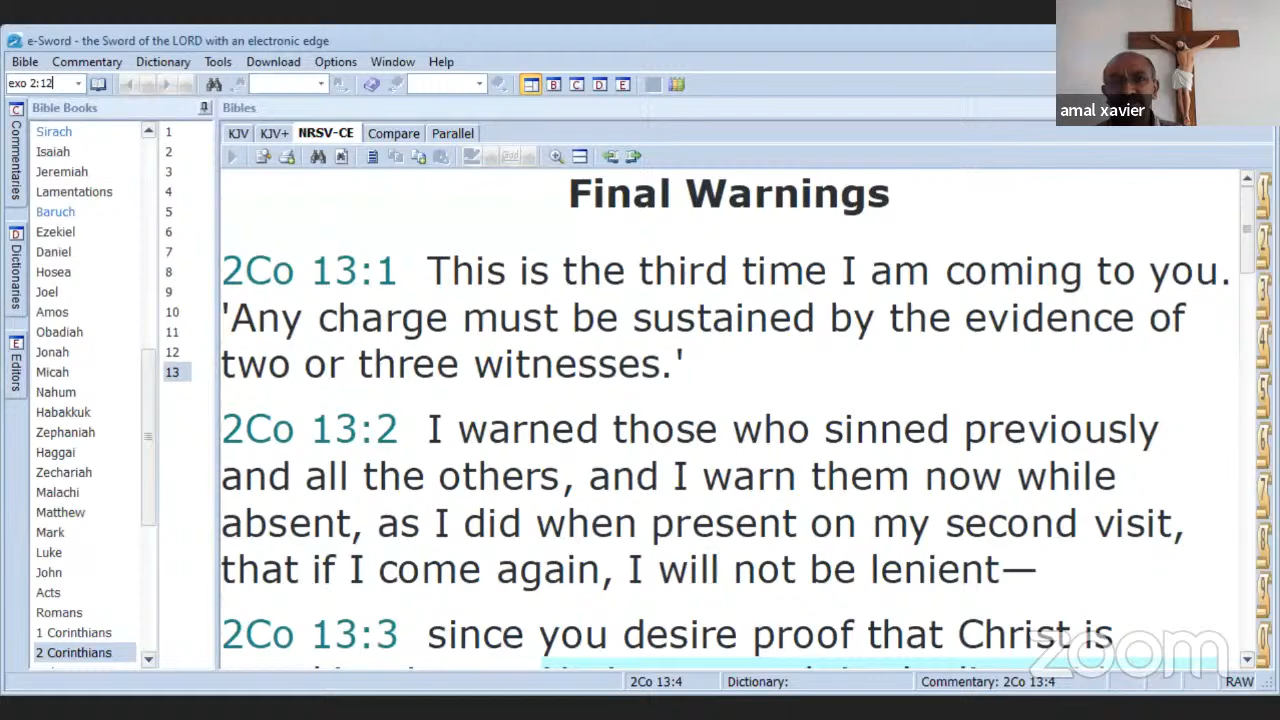 e-Sword - the Sword of the LORD with an electronic edge
Bible Commentary Dictionary Tools Download Options Window Help
exo 2:12
B C D E
amal xavier
C Commentaries
D Dictionaries
E Editors
Bible Books
Sirach
Isaiah
Jeremiah
Lamentations
Baruch
Ezekiel
Daniel
Hosea
Joel
Amos
Obadiah
Jonah
Micah
Nahum
Habakkuk
Zephaniah
Haggai
Zechariah
Malachi
Matthew
Mark
Luke
John
Acts
Romans
1 Corinthians
2 Corinthians
1
2
3
4
5
6
7
8
9
10
11
12
13
Bibles
KJV KJV+ NRSV-CE Compare Parallel
Final Warnings
2Co 13:1 This is the third time I am coming to you.
'Any charge must be sustained by the evidence of
two or three witnesses.'
2Co 13:2 I warned those who sinned previously
and all the others, and I warn them now while
absent, as I did when present on my second visit,
that if I come again, I will not be lenient—
2Co 13:3 since you desire proof that Christ is
zoom
2Co 13:4 Dictionary: Commentary: 2Co 13:4 RAW